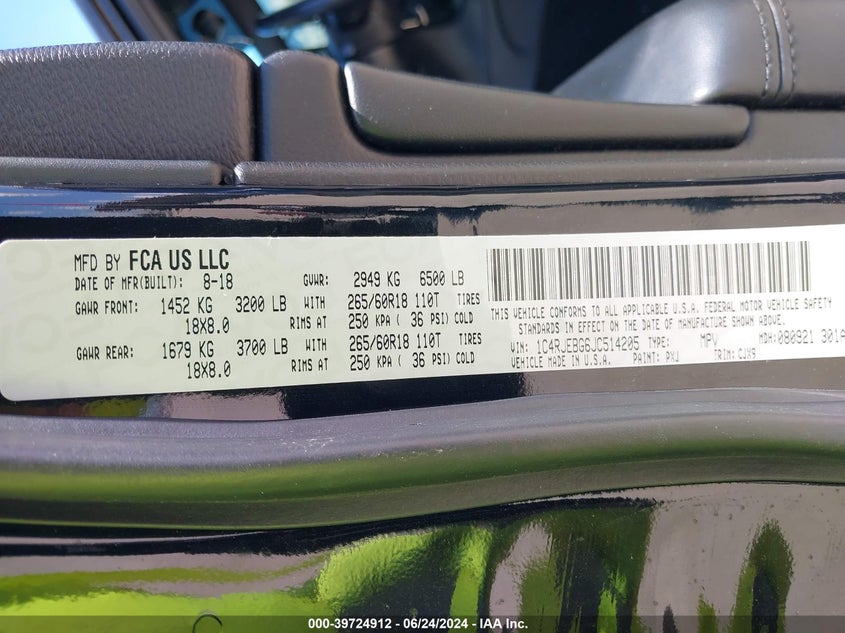 MFD BY FCA US LLC
DATE OF MFR(BUILT): 8-18 GVWR: 2949 KG 6500 LB
GAWR FRONT: 1452 KG 3200 LB WITH 265/60R18 110T TIRES
18X8.0 RIMS AT 250 KPA ( 36 PSI) COLD
GAWR REAR: 1679 KG 3700 LB WITH 265/60R18 110T TIRES
18X8.0 RIMS AT 250 KPA ( 36 PSI) COLD
THIS VEHICLE CONFORMS TO ALL APPLICABLE U.S.A. FEDERAL MOTOR VEHICLE SAFETY
STANDARDS IN EFFECT ON THE DATE OF MANUFACTURE SHOWN ABOVE.
VIN: 1C4RJEBG6JC514205 TYPE: MPV MDH:080921 301A
VEHICLE MADE IN U.S.A. PAINT: PXJ TRIM: CJX9
000-39724912 - 06/24/2024 - IAA Inc.